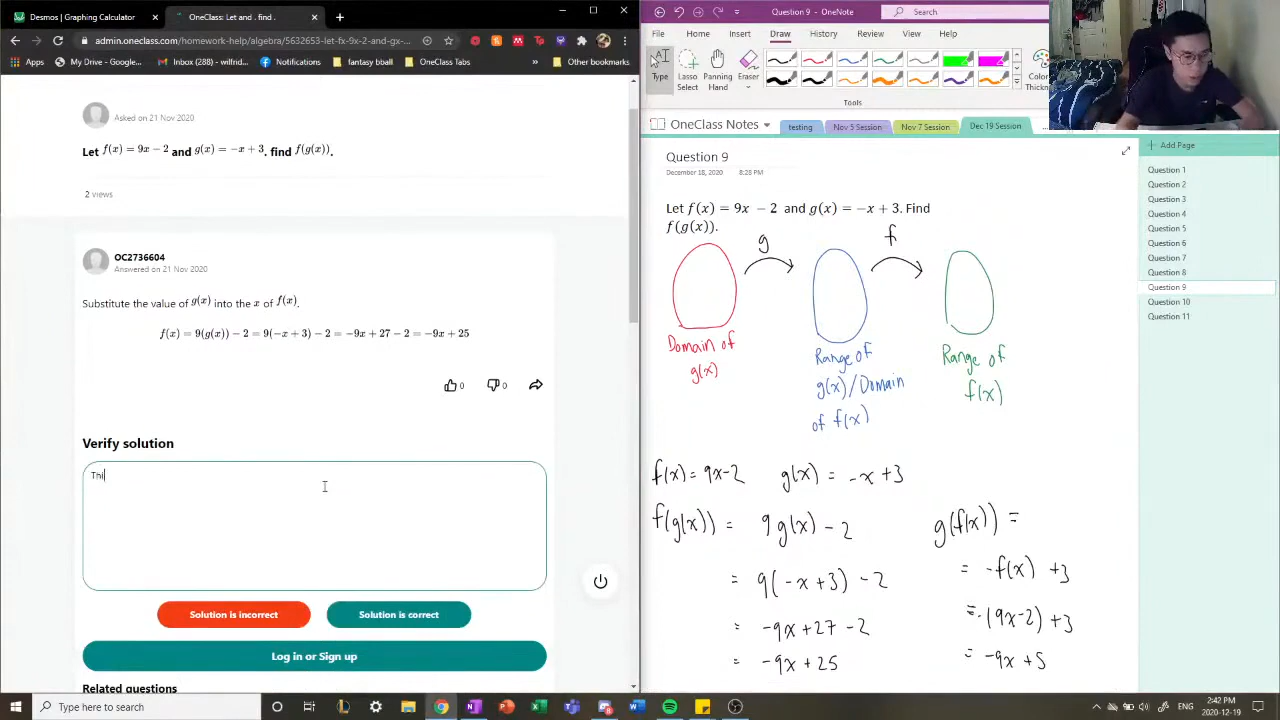 Desmos | Graphing Calculator
OneClass: Let and . find .
admin.oneclass.com/homework-help/algebra/5632653-let-fx-9x-2-and-gx-...
Apps
My Drive - Google...
Inbox (62) - wilfrid...
Facebook
fantasy bball
OneClass Tabs
Other bookmarks
Asked on 21 Nov 2020
Let f(x) = 9x − 2 and g(x) = −x + 3. find f(g(x)).
2 views
OC2736604
Answered on 21 Nov 2020
Substitute the value of g(x) into the x of f(x).
f(x) = 9(g(x)) − 2 = 9(−x + 3) − 2 = −9x + 27 − 2 = −9x + 25
0
0
Verify solution
Thi
Solution is incorrect
Solution is correct
Log in or Sign up
Related questions
Question 9 - OneNote
Search
File
Home
Insert
Draw
History
Review
View
Help
Type
Lasso Select
Panning Hand
Eraser
Tools
OneClass Notes
testing
Nov 5 Session
Nov 7 Session
Dec 19 Session
Add Page
Question 1
Question 2
Question 3
Question 4
Question 5
Question 6
Question 7
Question 8
Question 9
Question 10
Question 11
Question 9
December 18, 2020
8:28 PM
Let f(x) = 9x − 2 and g(x) = −x + 3. Find
f(g(x)).
g
f
Domain of
g(x)
Range of
g(x)/Domain
of f(x)
Range of
f(x)
f(x) = 9x-2 g(x) = -x +3
f(g(x)) = 9 g(x) - 2
= 9(-x+3) -2
= -9x+27 -2
= -9x+25
g(f(x)) =
= -f(x) +3
= -(9x-2) +3
= -9x +5
Type here to search
2:42 PM
2020-12-19